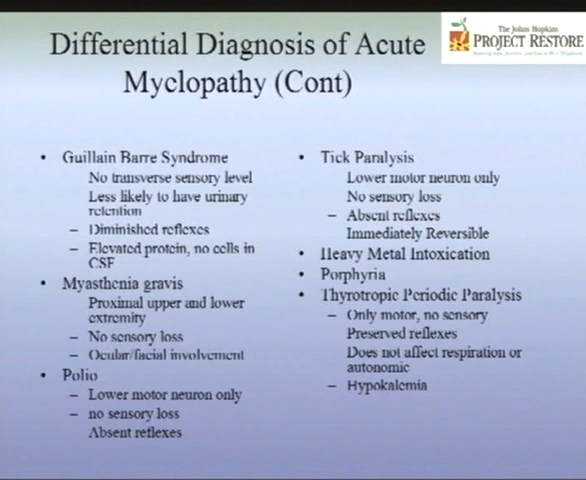 The Johns Hopkins
PROJECT RESTORE
Differential Diagnosis of Acute
Myclopathy (Cont)
• Guillain Barre Syndrome
No transverse sensory level
Less likely to have urinary
retention
– Diminished reflexes
– Elevated protein, no cells in
CSF
• Myasthenia gravis
Proximal upper and lower
extremity
– No sensory loss
– Ocular/facial involvement
• Polio
– Lower motor neuron only
– no sensory loss
Absent reflexes
• Tick Paralysis
Lower motor neuron only
No sensory loss
– Absent reflexes
Immediately Reversible
• Heavy Metal Intoxication
• Porphyria
• Thyrotropic Periodic Paralysis
– Only motor, no sensory
Preserved reflexes
Does not affect respiration or
autonomic
– Hypokalemia